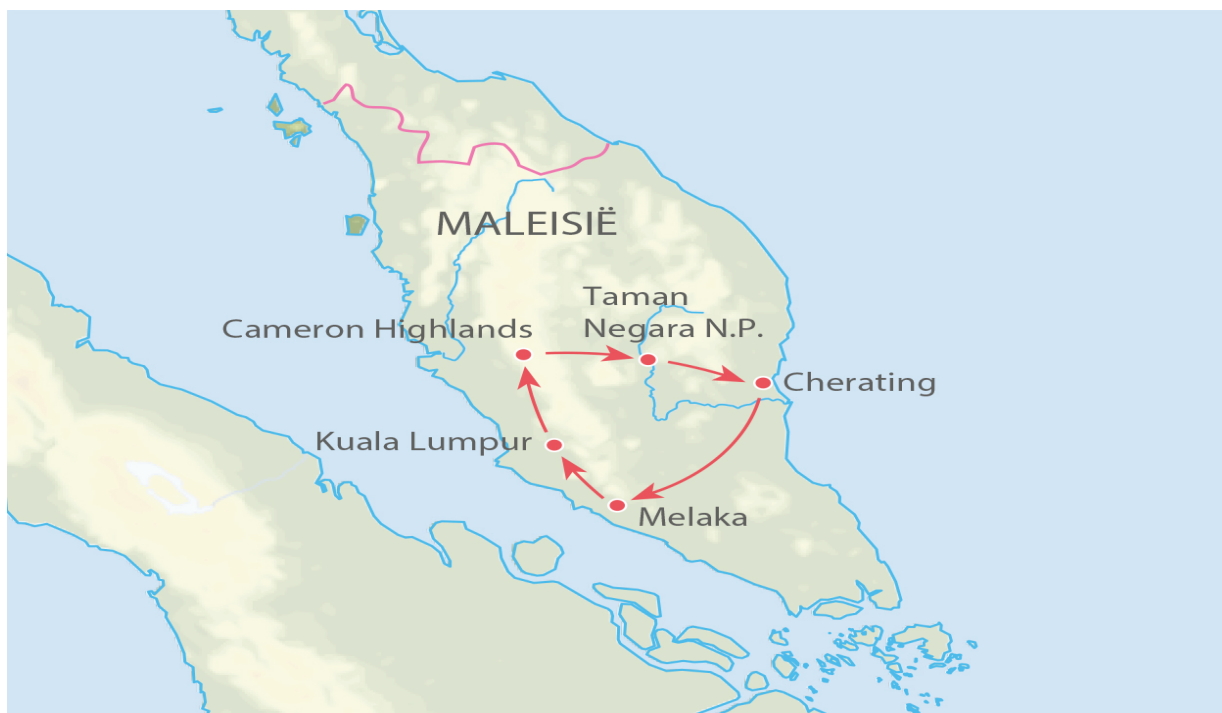 MALEISIË
Taman
Negara N.P.
Cameron Highlands
Cherating
Kuala Lumpur
Melaka